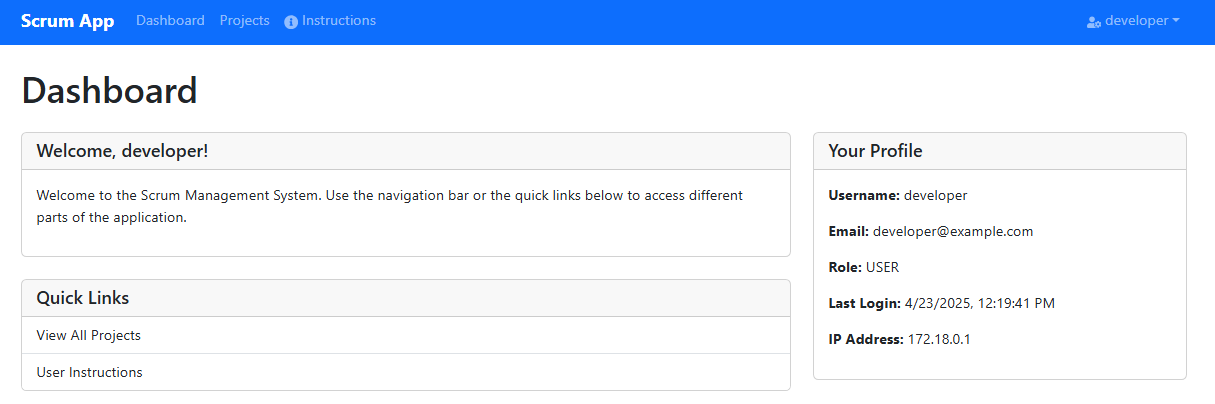 Scrum App Dashboard Projects Instructions developer
Dashboard
Welcome, developer!
Welcome to the Scrum Management System. Use the navigation bar or the quick links below to access different
parts of the application.
Quick Links
View All Projects
User Instructions
Your Profile
Username: developer
Email: developer@example.com
Role: USER
Last Login: 4/23/2025, 12:19:41 PM
IP Address: 172.18.0.1